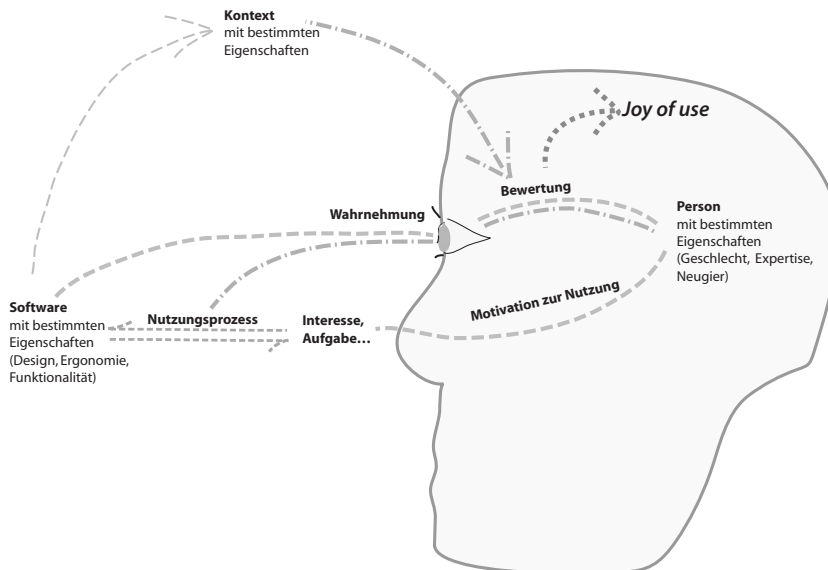 Kontext
mit bestimmten
Eigenschaften
Joy of use
Bewertung
Wahrnehmung
Person
mit bestimmten
Eigenschaften
(Geschlecht, Expertise,
Neugier)
Motivation zur Nutzung
Software
mit bestimmten
Eigenschaften
(Design, Ergonomie,
Funktionalität)
Nutzungsprozess
Interesse,
Aufgabe...